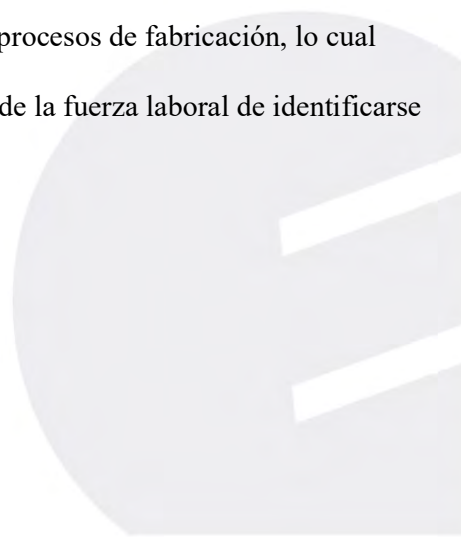 procesos de fabricación, lo cual
de la fuerza laboral de identificarse